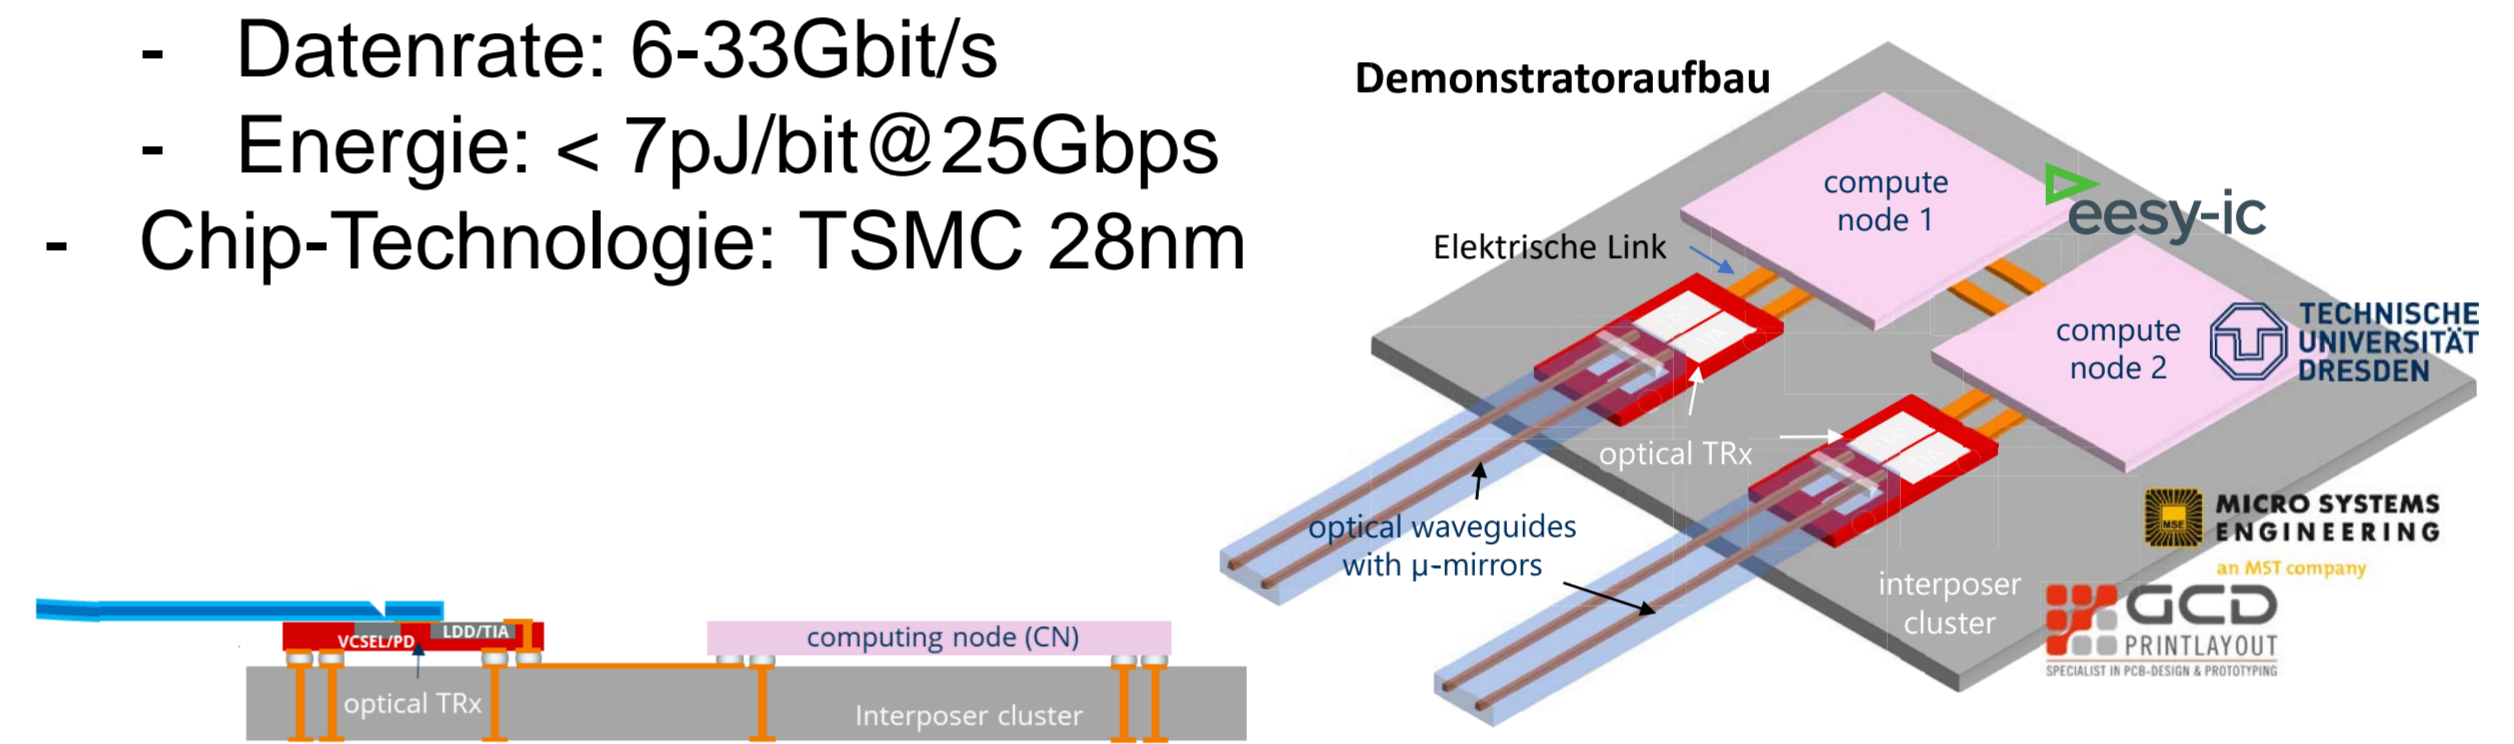 - Datenrate: 6-33Gbit/s
- Energie: < 7pJ/bit@25Gbps
- Chip-Technologie: TSMC 28nm
Demonstratoraufbau
compute
node 1
eesy-ic
Elektrische Link
compute
node 2
TECHNISCHE
UNIVERSITÄT
DRESDEN
TIA
optical TRx
TIA
optical waveguides
with µ-mirrors
MSE
MICRO SYSTEMS
ENGINEERING
an MST company
interposer
cluster
GCD
PRINTLAYOUT
SPECIALIST IN PCB-DESIGN & PROTOTYPING
VCSEL/PD
LDD/TIA
computing node (CN)
optical TRx
Interposer cluster